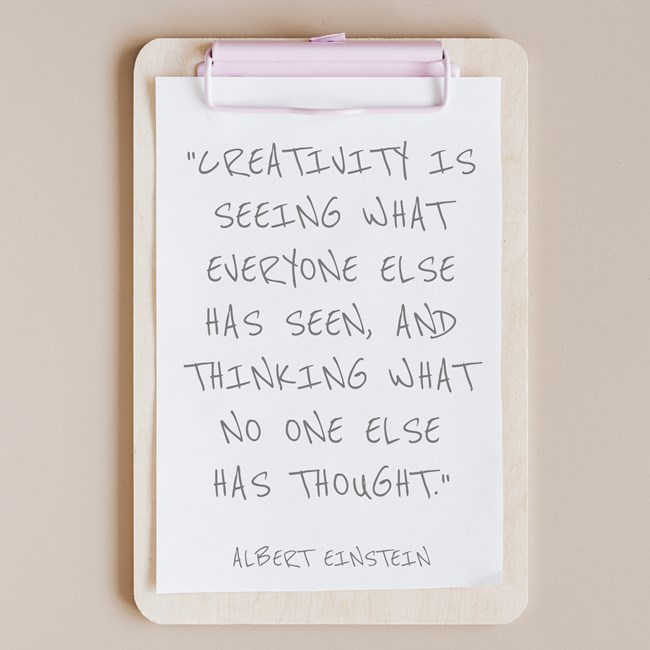 "CREATIVITY IS
SEEING WHAT
EVERYONE ELSE
HAS SEEN, AND
THINKING WHAT
NO ONE ELSE
HAS THOUGHT."
ALBERT EINSTEIN